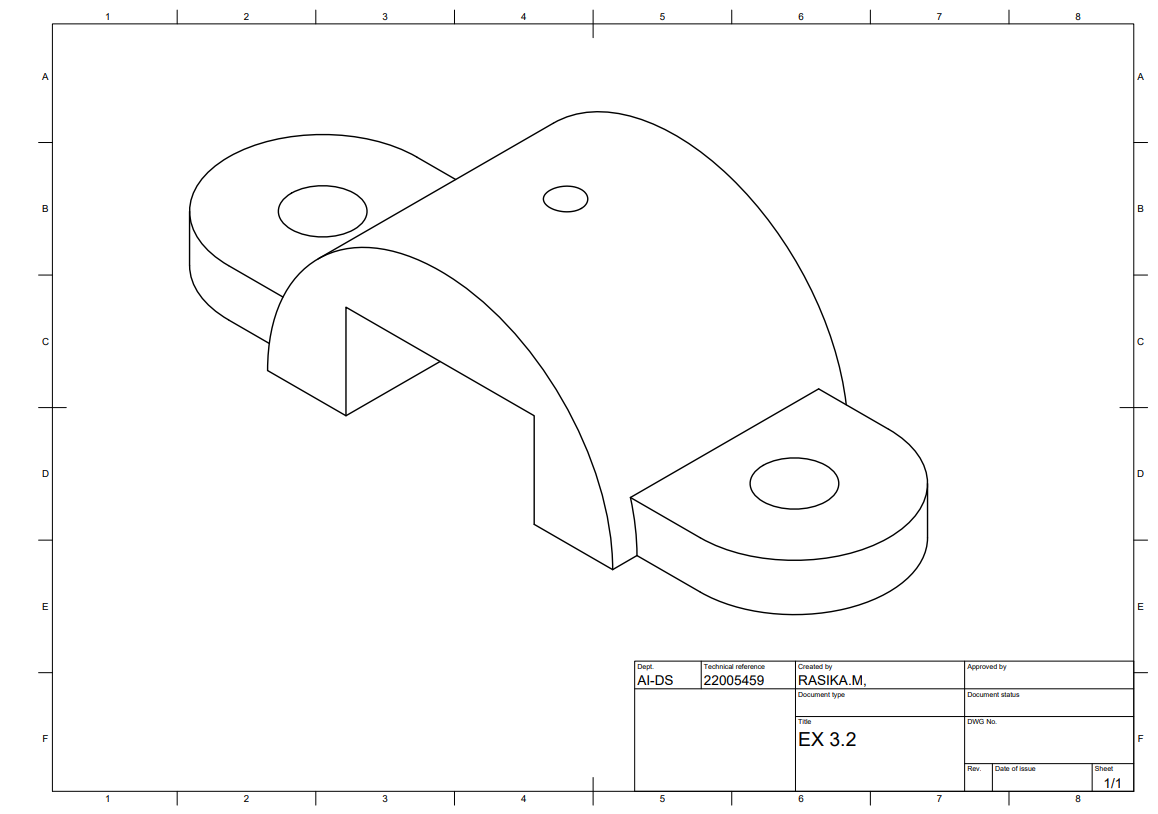 1 2 3 4 5 6 7 8
A A
B B
C C
D D
E E
Dept. Technical reference Created by Approved by
AI-DS 22005459 RASIKA.M,
Document type Document status
Title DWG No.
EX 3.2
F F
Rev. Date of issue Sheet
1/1
1 2 3 4 5 6 7 8